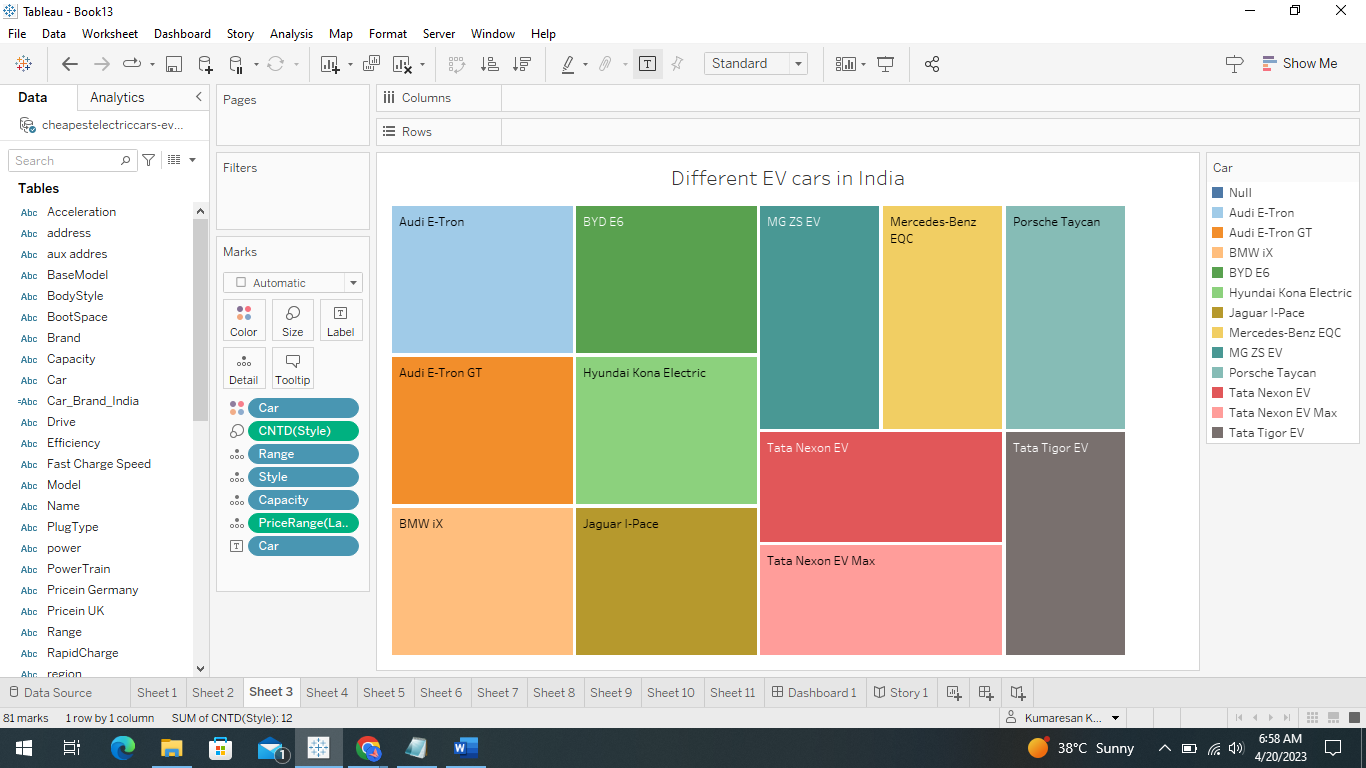 Tableau - Book13
File Data Worksheet Dashboard Story Analysis Map Format Server Window Help
Standard
Show Me
Data Analytics
cheapestelectriccars-ev...
Search
Tables
Abc Acceleration
Abc address
Abc aux addres
Abc BaseModel
Abc BodyStyle
Abc BootSpace
Abc Brand
Abc Capacity
Abc Car
=Abc Car_Brand_India
Abc Drive
Abc Efficiency
Abc Fast Charge Speed
Abc Model
Abc Name
Abc PlugType
Abc power
Abc PowerTrain
Abc Pricein Germany
Abc Pricein UK
Abc Range
Abc RapidCharge
Abc region
Pages
Filters
Marks
Automatic
Color Size Label
Detail Tooltip
Car
CNTD(Style)
Range
Style
Capacity
PriceRange(La..
Car
Columns
Rows
Different EV cars in India
Audi E-Tron
BYD E6
MG ZS EV
Mercedes-Benz
EQC
Porsche Taycan
Audi E-Tron GT
Hyundai Kona Electric
Tata Nexon EV
Tata Tigor EV
BMW iX
Jaguar I-Pace
Tata Nexon EV Max
Car
Null
Audi E-Tron
Audi E-Tron GT
BMW iX
BYD E6
Hyundai Kona Electric
Jaguar I-Pace
Mercedes-Benz EQC
MG ZS EV
Porsche Taycan
Tata Nexon EV
Tata Nexon EV Max
Tata Tigor EV
Data Source Sheet 1 Sheet 2 Sheet 3 Sheet 4 Sheet 5 Sheet 6 Sheet 7 Sheet 8 Sheet 9 Sheet 10 Sheet 11 Dashboard 1 Story 1
81 marks 1 row by 1 column SUM of CNTD(Style): 12
Kumaresan K...
1
38°C Sunny
6:58 AM
4/20/2023